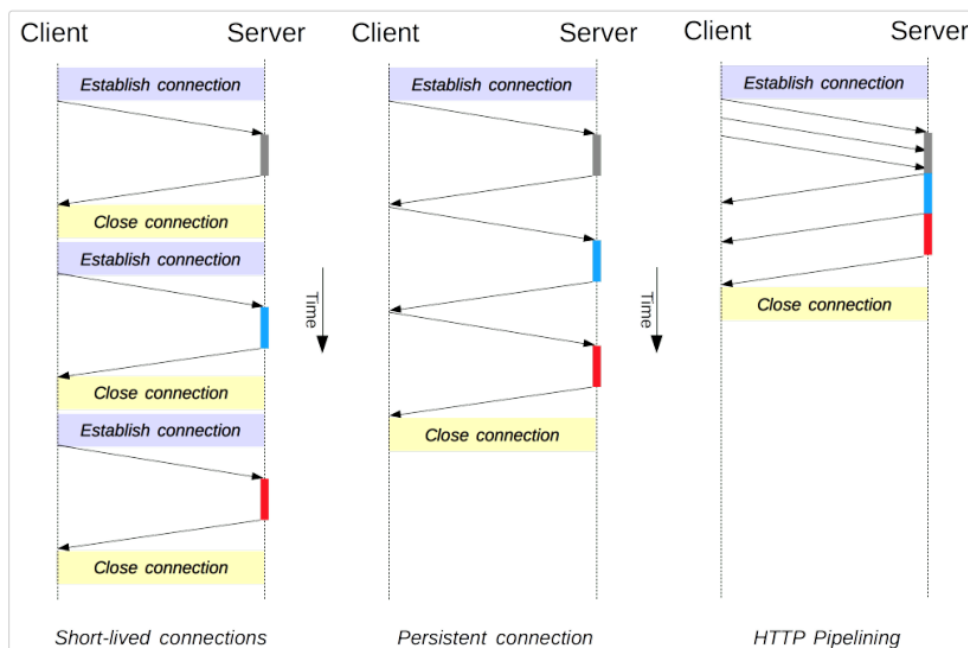 Client
Server
Establish connection
Close connection
Establish connection
Close connection
Establish connection
Close connection
Short-lived connections
Time
Client
Server
Establish connection
Close connection
Persistent connection
Time
Client
Server
Establish connection
Close connection
HTTP Pipelining